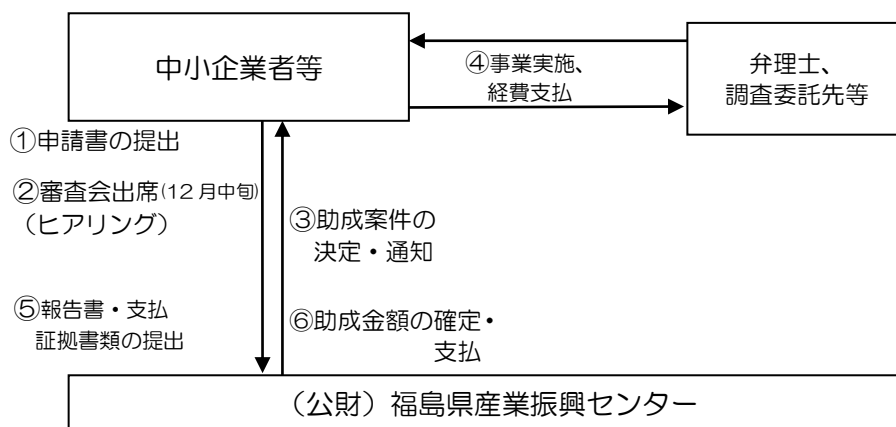 中小企業者等
④事業実施、
経費支払
弁理士、
調査委託先等
①申請書の提出
②審査会出席(12月中旬)
（ヒアリング）
③助成案件の
決定・通知
⑤報告書・支払
証拠書類の提出
⑥助成金額の確定・
支払
（公財）福島県産業振興センター